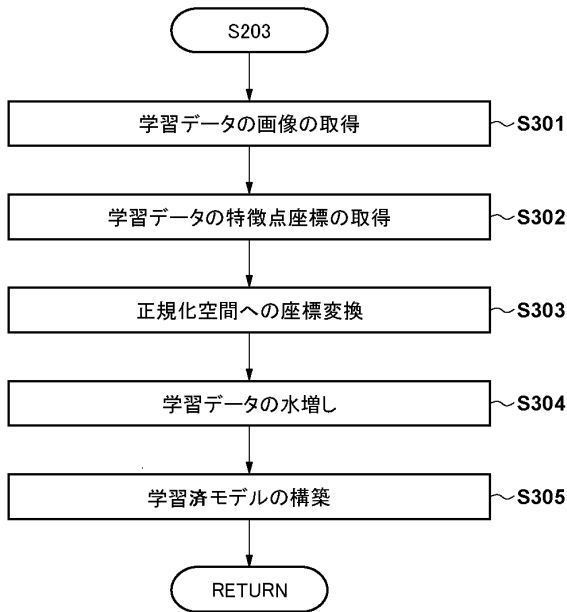 S203
学習データの画像の取得
S301
学習データの特徴点座標の取得
S302
正規化空間への座標変換
S303
学習データの水増し
S304
学習済モデルの構築
S305
RETURN